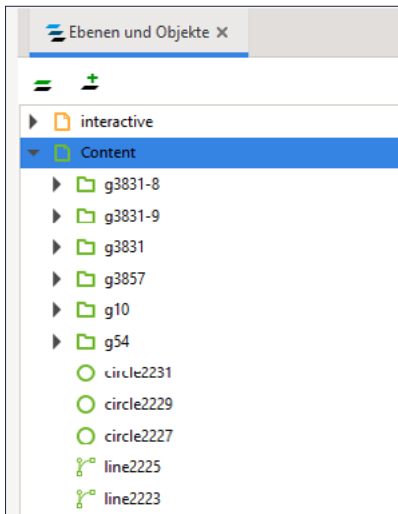 Ebenen und Objekte
interactive
Content
g3831-8
g3831-9
g3831
g3857
g10
g54
circle2231
circle2229
circle2227
line2225
line2223